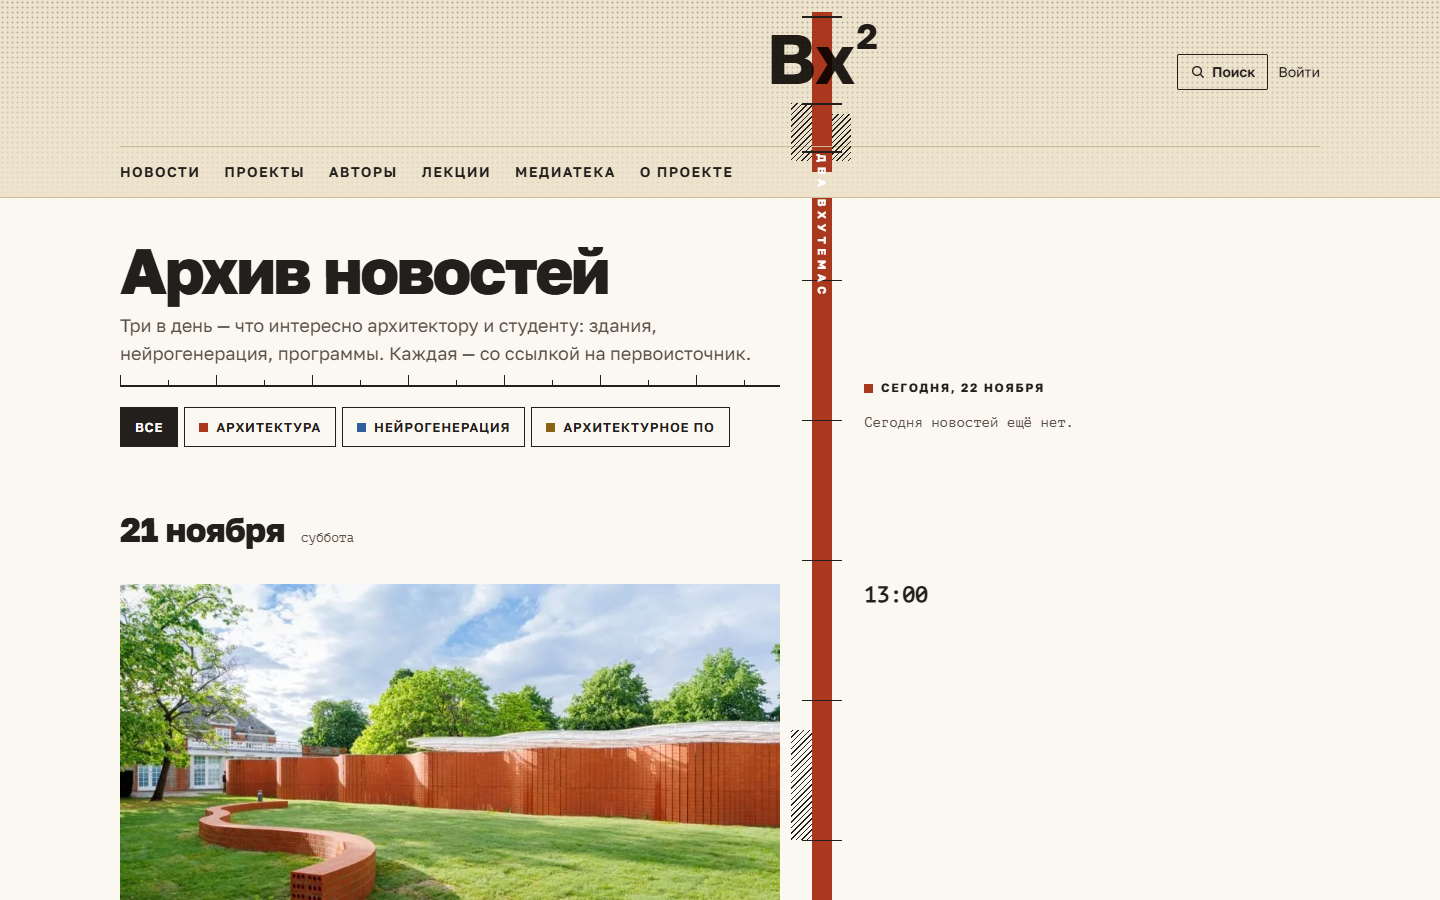 Вх²
Поиск
Войти
НОВОСТИ ПРОЕКТЫ АВТОРЫ ЛЕКЦИИ МЕДИАТЕКА О ПРОЕКТЕ
ДВА ВХУТЕМАС
Архив новостей
Три в день — что интересно архитектору и студенту: здания,
нейрогенерация, программы. Каждая — со ссылкой на первоисточник.
ВСЕ АРХИТЕКТУРА НЕЙРОГЕНЕРАЦИЯ АРХИТЕКТУРНОЕ ПО
СЕГОДНЯ, 22 НОЯБРЯ
Сегодня новостей ещё нет.
21 ноября суббота
13:00